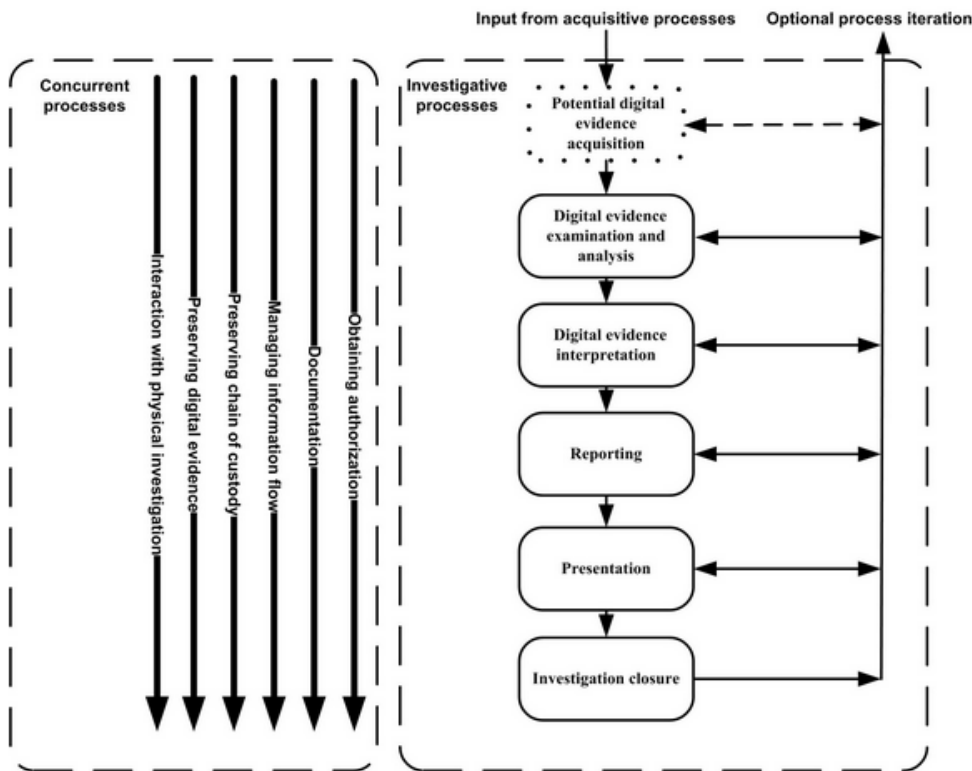 Input from acquisitive processes
Optional process iteration
Concurrent
processes
Interaction with physical investigation
Preserving digital evidence
Preserving chain of custody
Managing information flow
Documentation
Obtaining authorization
Investigative
processes
Potential digital
evidence
acquisition
Digital evidence
examination and
analysis
Digital evidence
interpretation
Reporting
Presentation
Investigation closure